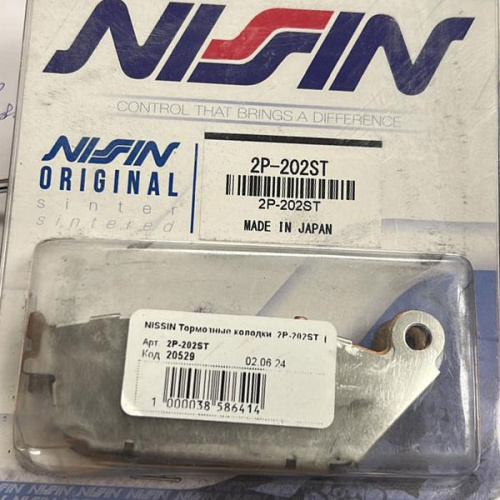 NISSIN
CONTROL THAT BRINGS A DIFFERENCE
NISSIN
ORIGINAL
sinter
sintered
2P-202ST
2P-202ST
MADE IN JAPAN
NISSIN Тормозные колодки 2P-202ST (
Арт. 2P-202ST
Код 20529
02.06.24
1 000038 586414